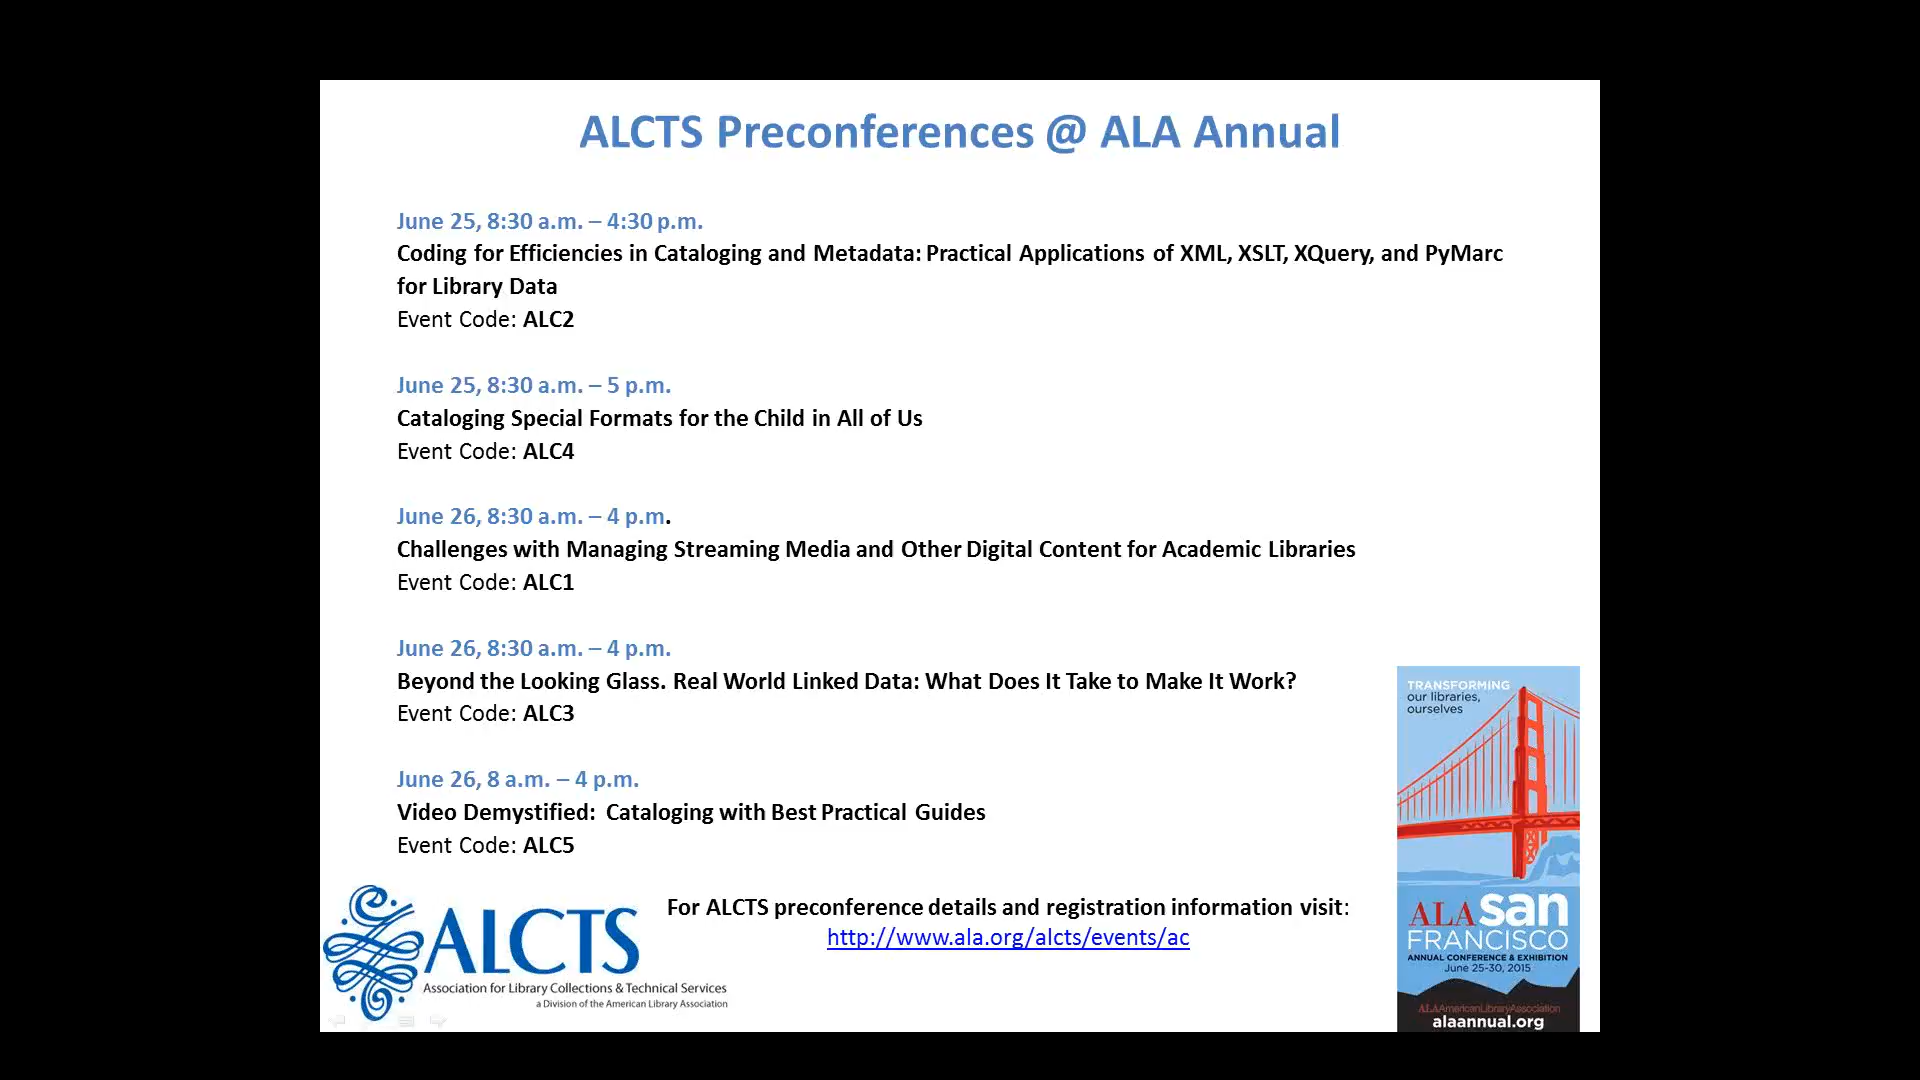 ALCTS Preconferences @ ALA Annual
June 25, 8:30 a.m. – 4:30 p.m.
Coding for Efficiencies in Cataloging and Metadata: Practical Applications of XML, XSLT, XQuery, and PyMarc
for Library Data
Event Code: ALC2
June 25, 8:30 a.m. – 5 p.m.
Cataloging Special Formats for the Child in All of Us
Event Code: ALC4
June 26, 8:30 a.m. – 4 p.m.
Challenges with Managing Streaming Media and Other Digital Content for Academic Libraries
Event Code: ALC1
June 26, 8:30 a.m. – 4 p.m.
Beyond the Looking Glass. Real World Linked Data: What Does It Take to Make It Work?
Event Code: ALC3
June 26, 8 a.m. – 4 p.m.
Video Demystified:  Cataloging with Best Practical Guides
Event Code: ALC5
For ALCTS preconference details and registration information visit:
http://www.ala.org/alcts/events/ac
ALCTS
Association for Library Collections & Technical Services
a Division of the American Library Association
TRANSFORMING
our libraries,
ourselves
ALA san
FRANCISCO
ANNUAL CONFERENCE & EXHIBITION
June 25-30, 2015
ALAAmericanLibraryAssociation
alaannual.org